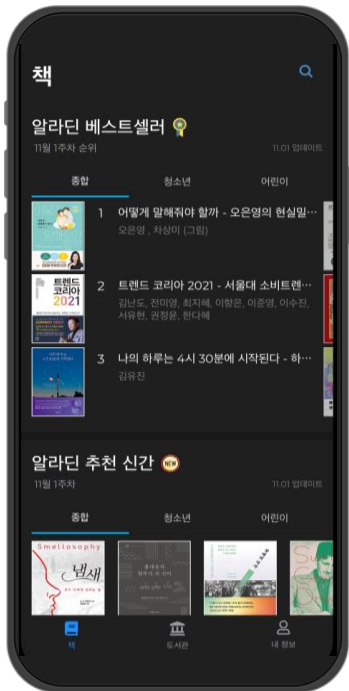 책
알라딘 베스트셀러
11월 1주차 순위
11.01 업데이트
종합
청소년
어린이
1
어떻게 말해줘야 할까 - 오은영의 현실밀…
오은영 , 차상미 (그림)
2
트렌드 코리아 2021 - 서울대 소비트렌…
김난도, 전미영, 최지혜, 이향은, 이준영, 이수진,
서유현, 권정윤, 한다혜
트렌드
코리아
2021
3
나의 하루는 4시 30분에 시작된다 - 하…
김유진
알라딘 추천 신간
NEW
11월 1주차
11.01 업데이트
종합
청소년
어린이
Smellosophy
냄새
책
도서관
내 정보